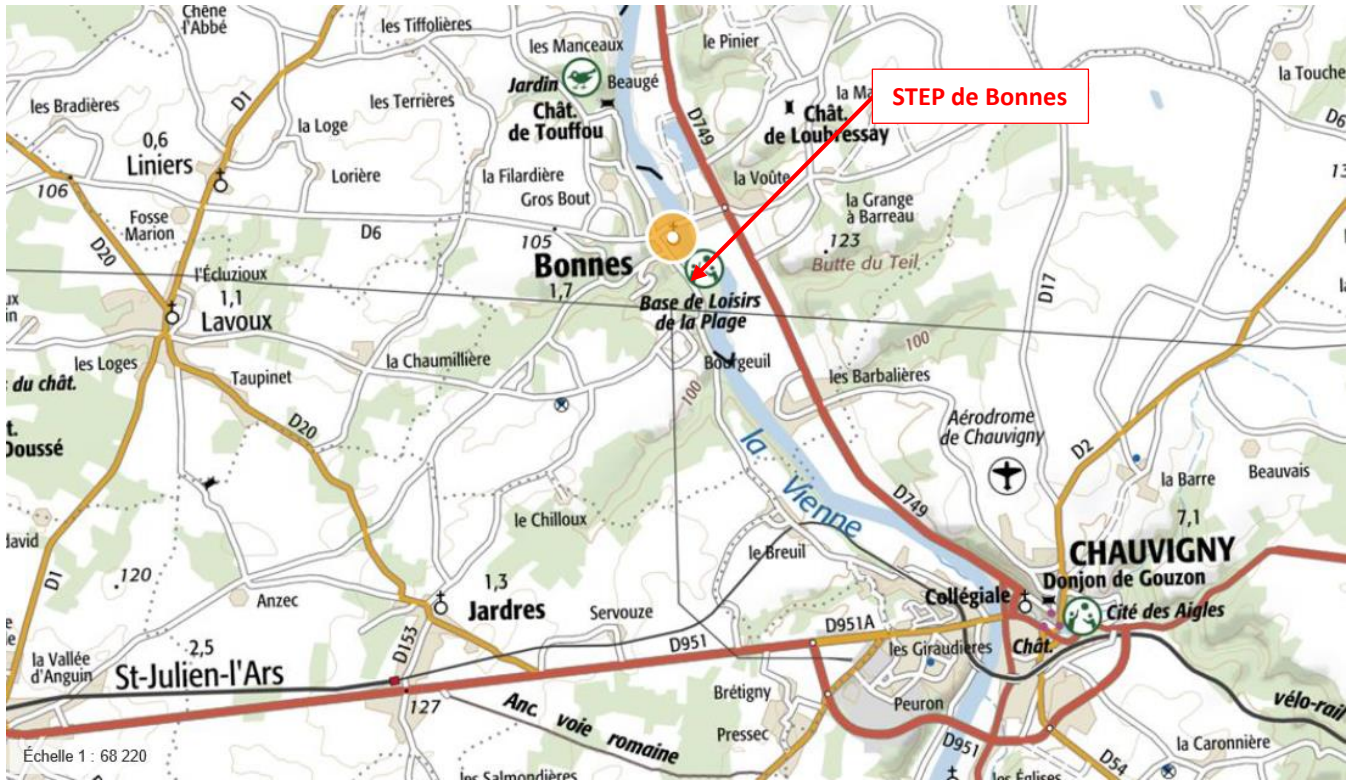 Chêne
l'Abbé
les Tiffolières
les Manceaux
le Pinier
la Touche
Jardin
Beaugé
STEP de Bonnes
D1
les Bradières
les Terrières
Chât.
de Touffou
D749
Chât.
de Loubressay
D6
la Loge
0,6
Liniers
106
Lorière
la Filardière
Gros Bout
la Voûte
la Grange
à Barreau
Fosse
Marion
D6
105
123
Butte du Teil
D20
Bonnes
1,7
D17
l'Écluzioux
1,1
Lavoux
Base de Loisirs
de la Plage
les Loges
la Chaumillière
Bourgeuil
100
du chât.
Taupinet
100
les Barbalières
Doussé
D20
Aérodrome
de Chauvigny
D2
la Vienne
la Barre
Beauvais
le Chilloux
D749
7,1
le Breuil
CHAUVIGNY
D1
120
1,3
Jardres
Donjon de Gouzon
Anzec
Servouze
Collégiale
Cité des Aigles
D153
D951A
2,5
St-Julien-l'Ars
D951
les Giraudières
Chât.
la Vallée
d'Anguin
127
Brétigny
Peuron
vélo-rail
Anc. voie romaine
Pressec
D951
la Caronnière
Échelle 1 : 68 220
D54
les Salmondières
les Églises